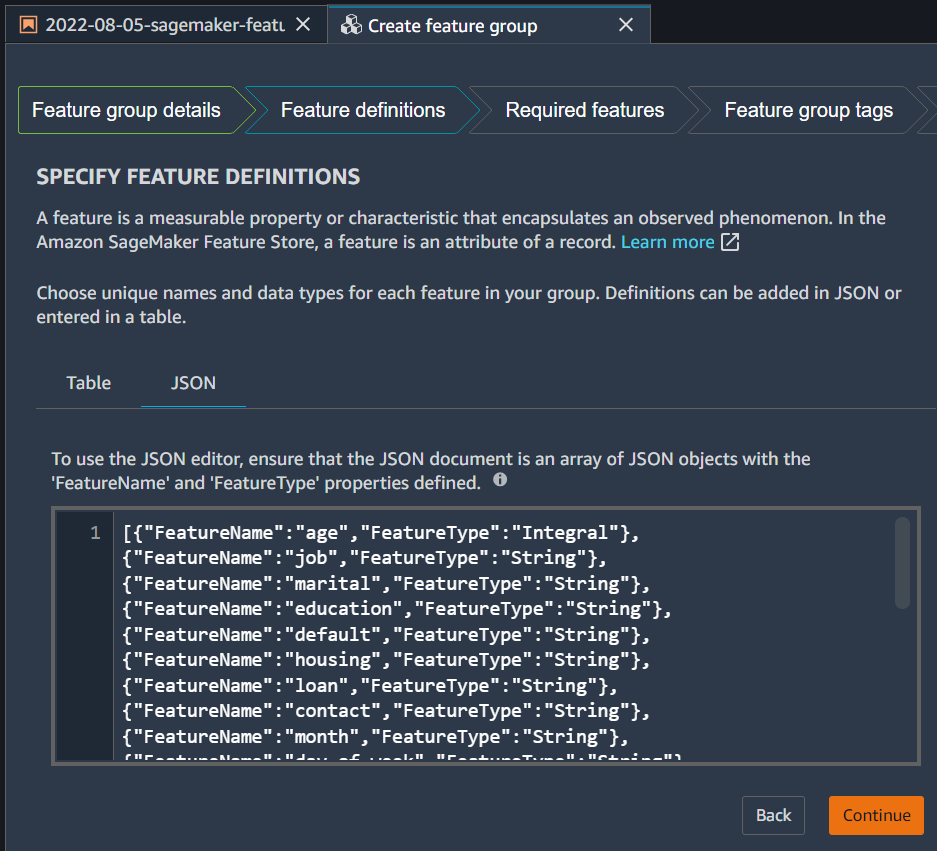 2022-08-05-sagemaker-featu
Create feature group
Feature group details
Feature definitions
Required features
Feature group tags
SPECIFY FEATURE DEFINITIONS
A feature is a measurable property or characteristic that encapsulates an observed phenomenon. In the
Amazon SageMaker Feature Store, a feature is an attribute of a record. Learn more
Choose unique names and data types for each feature in your group. Definitions can be added in JSON or
entered in a table.
Table
JSON
To use the JSON editor, ensure that the JSON document is an array of JSON objects with the
'FeatureName' and 'FeatureType' properties defined.
1
[{"FeatureName":"age","FeatureType":"Integral"},
{"FeatureName":"job","FeatureType":"String"},
{"FeatureName":"marital","FeatureType":"String"},
{"FeatureName":"education","FeatureType":"String"},
{"FeatureName":"default","FeatureType":"String"},
{"FeatureName":"housing","FeatureType":"String"},
{"FeatureName":"loan","FeatureType":"String"},
{"FeatureName":"contact","FeatureType":"String"},
{"FeatureName":"month","FeatureType":"String"},
{"FeatureName":"day_of_week","FeatureType":"String"},
Back
Continue